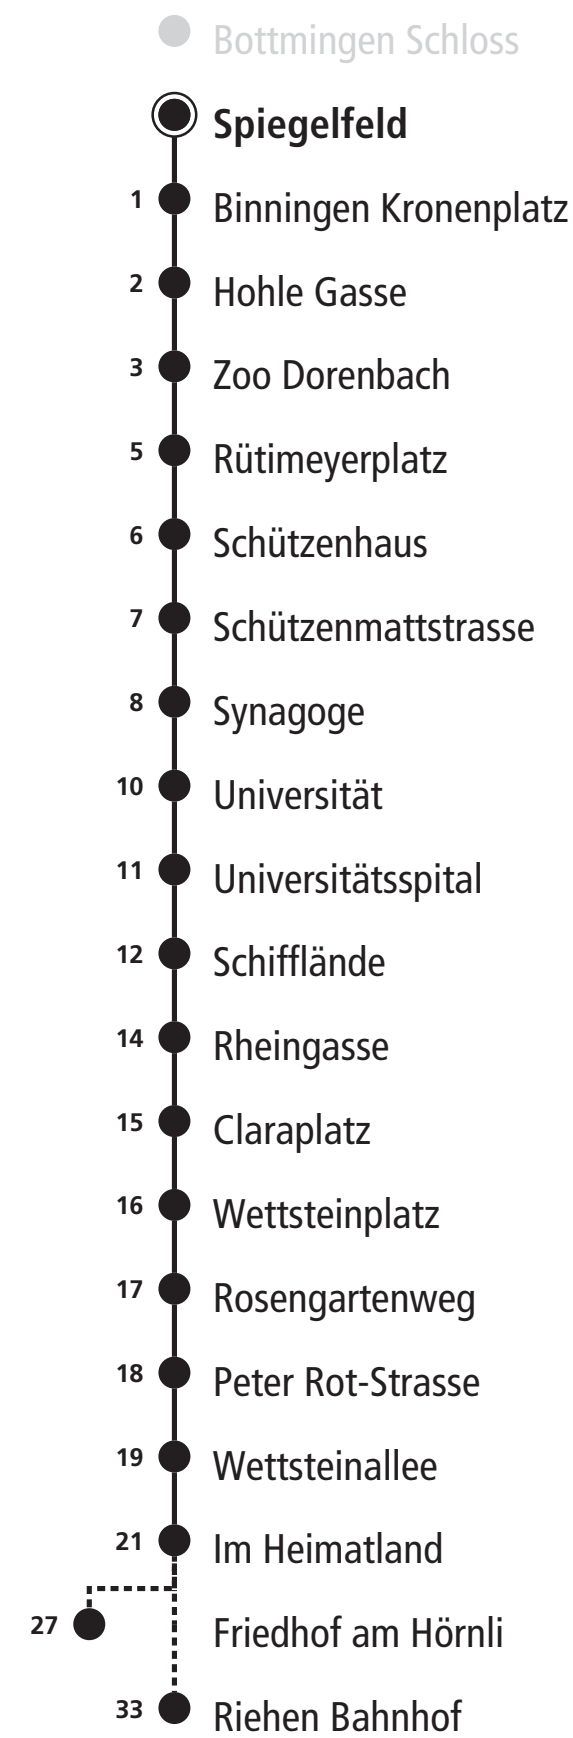 Bottmingen Schloss
Spiegelfeld
1 Binningen Kronenplatz
2 Hohle Gasse
3 Zoo Dorenbach
5 Rütimeyerplatz
6 Schützenhaus
7 Schützenmattstrasse
8 Synagoge
10 Universität
11 Universitätsspital
12 Schifflände
14 Rheingasse
15 Claraplatz
16 Wettsteinplatz
17 Rosengartenweg
18 Peter Rot-Strasse
19 Wettsteinallee
21 Im Heimatland
27 Friedhof am Hörnli
33 Riehen Bahnhof